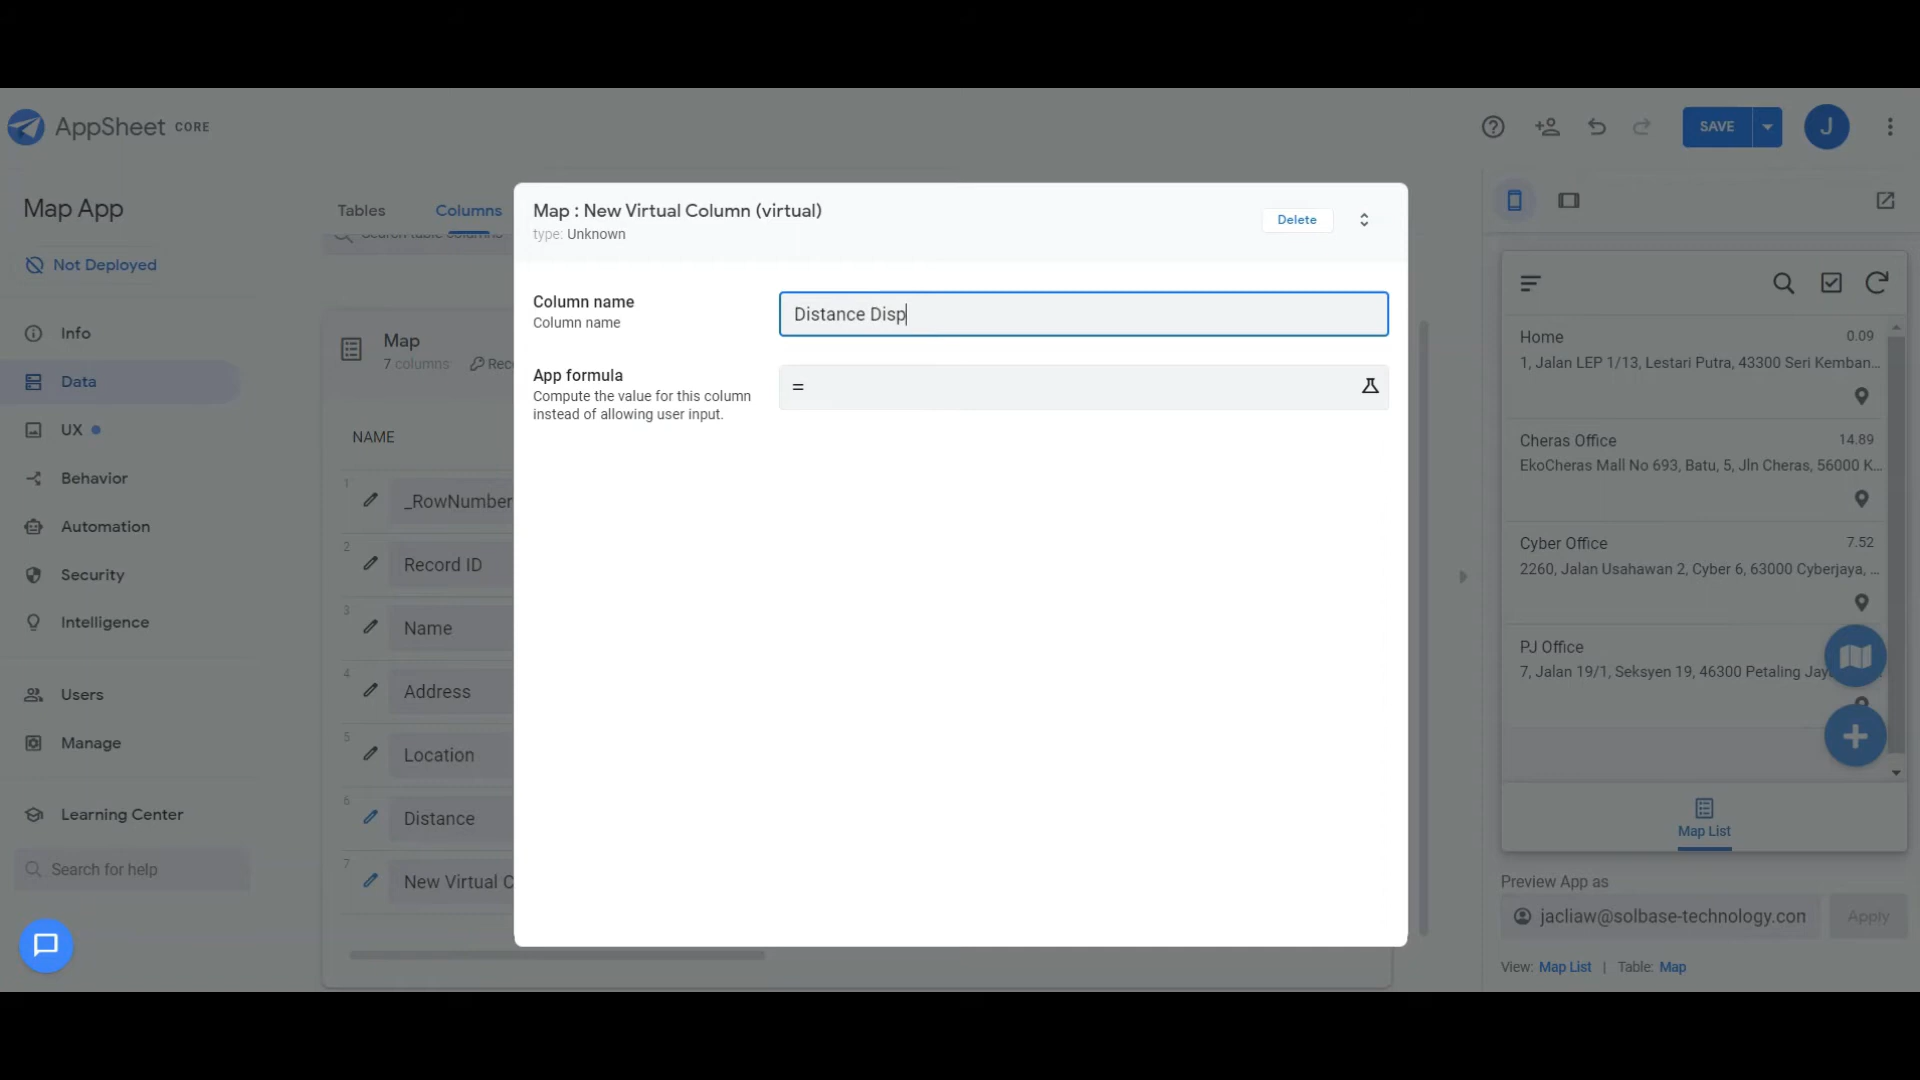 AppSheet CORE
SAVE
J
Map App
Tables
Columns
Not Deployed
Info
Data
UX
Behavior
Automation
Security
Intelligence
Users
Manage
Learning Center
Search for help
Search table columns
Map
7 columns
Reco
NAME
1
_RowNumber
2
Record ID
3
Name
4
Address
5
Location
6
Distance
7
New Virtual C
Map : New Virtual Column (virtual)
type: Unknown
Delete
Column name
Column name
Distance Disp
App formula
Compute the value for this column
instead of allowing user input.
=
Home
0.09
1, Jalan LEP 1/13, Lestari Putra, 43300 Seri Kemban...
Cheras Office
14.89
EkoCheras Mall No 693, Batu, 5, Jln Cheras, 56000 K...
Cyber Office
7.52
2260, Jalan Usahawan 2, Cyber 6, 63000 Cyberjaya, ...
PJ Office
7, Jalan 19/1, Seksyen 19, 46300 Petaling Jay
Map List
Preview App as
jacliaw@solbase-technology.con
Apply
View: Map List | Table: Map